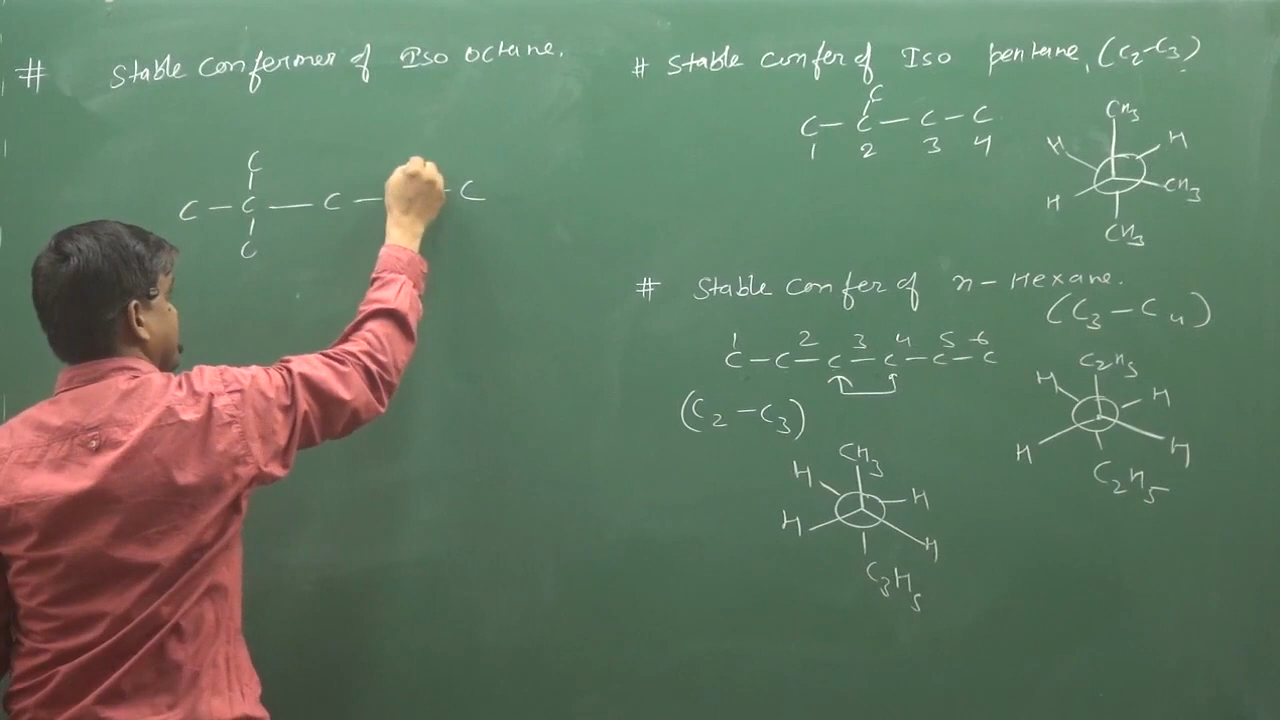 # Stable confermer of Iso octane.
C
C – C – C – – C
C
# Stable confer of Iso pentane, (C2–C3)
C
C – C – C – C
1 2 3 4
CH3
H H
H CH3
CH3
# Stable confer of n-Hexane.
(C3 – C4)
1 2 3 4 5 6
C – C – C – C – C – C
(C2 – C3)
C2H5
H H
H H
C2H5
CH3
H H
H H
C3H5